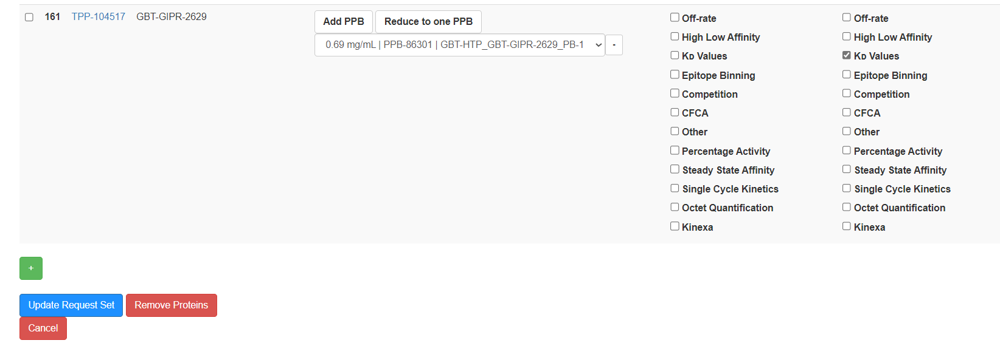 161 TPP-104517 GBT-GIPR-2629
Add PPB Reduce to one PPB
0.69 mg/mL | PPB-86301 | GBT-HTP_GBT-GIPR-2629_PB-1 -
Off-rate Off-rate
High Low Affinity High Low Affinity
Kᴅ Values Kᴅ Values
Epitope Binning Epitope Binning
Competition Competition
CFCA CFCA
Other Other
Percentage Activity Percentage Activity
Steady State Affinity Steady State Affinity
Single Cycle Kinetics Single Cycle Kinetics
Octet Quantification Octet Quantification
Kinexa Kinexa
+
Update Request Set Remove Proteins
Cancel